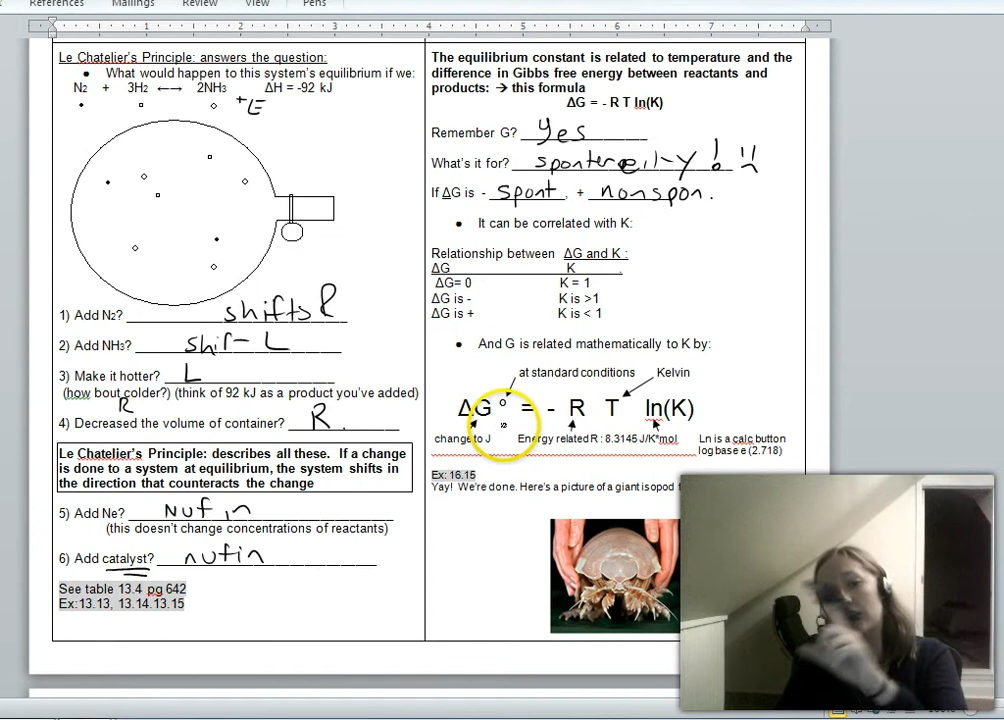 References Mailings Review View Pens
1 2 3 4 5 6 7
Le Chatelier's Principle: answers the question:
• What would happen to this system's equilibrium if we:
N2 + 3H2 ←→ 2NH3 ΔH = -92 kJ
+E
1) Add N2? shifts R
2) Add NH3? shif- L
3) Make it hotter? L
(how bout colder?) (think of 92 kJ as a product you've added)
R
4) Decreased the volume of container? R.
Le Chatelier's Principle: describes all these. If a change
is done to a system at equilibrium, the system shifts in
the direction that counteracts the change
5) Add Ne? Nuf in
(this doesn't change concentrations of reactants)
6) Add catalyst? nufin
See table 13.4 pg 642
Ex:13.13, 13.14.13.15
The equilibrium constant is related to temperature and the
difference in Gibbs free energy between reactants and
products: → this formula
ΔG = - R T ln(K)
Remember G? yes
What's it for?
If ΔG is - spont, + nonspon.
• It can be correlated with K:
Relationship between ΔG and K :
ΔG K .
ΔG= 0 K = 1
ΔG is - K is >1
ΔG is + K is < 1
• And G is related mathematically to K by:
at standard conditions Kelvin
ΔG ° = - R T ln(K)
change to J Energy related R : 8.3145 J/K*mol Ln is a calc button
log base e (2.718)
Ex: 16.15
Yay! We're done. Here's a picture of a giant isopod